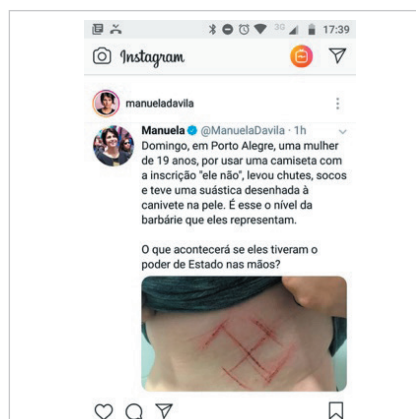 3G 17:39
Instagram
manueladavila
Manuela @ManuelaDavila · 1h
Domingo, em Porto Alegre, uma mulher
de 19 anos, por usar uma camiseta com
a inscrição "ele não", levou chutes, socos
e teve uma suástica desenhada à
canivete na pele. É esse o nível da
barbárie que eles representam.
O que acontecerá se eles tiveram o
poder de Estado nas mãos?